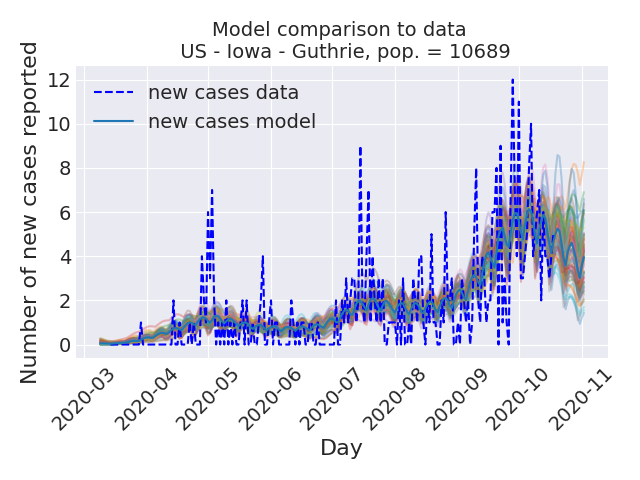 Model comparison to data
US - Iowa - Guthrie, pop. = 10689
Number of new cases reported
12
10
8
6
4
2
0
new cases data
new cases model
2020-03
2020-04
2020-05
2020-06
2020-07
2020-08
2020-09
2020-10
2020-11
Day